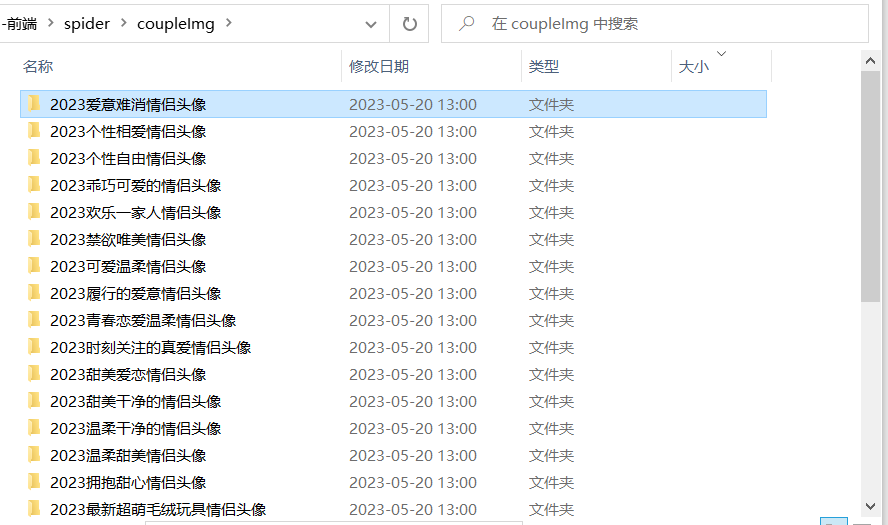 -前端 > spider > coupleImg >
在 coupleImg 中搜索
名称 修改日期 类型 大小
2023爱意难消情侣头像 2023-05-20 13:00 文件夹
2023个性相爱情侣头像 2023-05-20 13:00 文件夹
2023个性自由情侣头像 2023-05-20 13:00 文件夹
2023乖巧可爱的情侣头像 2023-05-20 13:00 文件夹
2023欢乐一家人情侣头像 2023-05-20 13:00 文件夹
2023禁欲唯美情侣头像 2023-05-20 13:00 文件夹
2023可爱温柔情侣头像 2023-05-20 13:00 文件夹
2023履行的爱意情侣头像 2023-05-20 13:00 文件夹
2023青春恋爱温柔情侣头像 2023-05-20 13:00 文件夹
2023时刻关注的真爱情侣头像 2023-05-20 13:00 文件夹
2023甜美爱恋情侣头像 2023-05-20 13:00 文件夹
2023甜美干净的情侣头像 2023-05-20 13:00 文件夹
2023温柔干净的情侣头像 2023-05-20 13:00 文件夹
2023温柔甜美情侣头像 2023-05-20 13:00 文件夹
2023拥抱甜心情侣头像 2023-05-20 13:00 文件夹
2023最新超萌毛绒玩具情侣头像 2023-05-20 13:00 文件夹